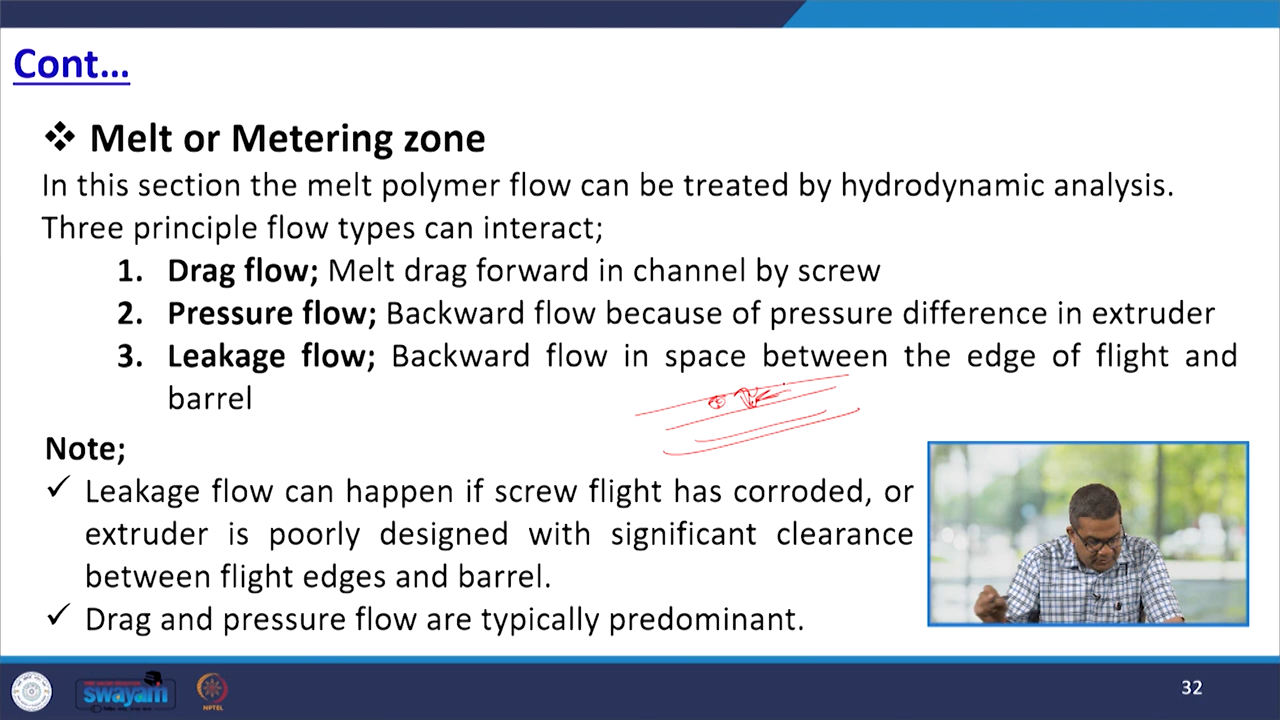 Cont...
❖ Melt or Metering zone
In this section the melt polymer flow can be treated by hydrodynamic analysis.
Three principle flow types can interact;
1. Drag flow; Melt drag forward in channel by screw
2. Pressure flow; Backward flow because of pressure difference in extruder
3. Leakage flow; Backward flow in space between the edge of flight and
barrel
Note;
✓ Leakage flow can happen if screw flight has corroded, or
extruder is poorly designed with significant clearance
between flight edges and barrel.
✓ Drag and pressure flow are typically predominant.
swayam
NPTEL
32